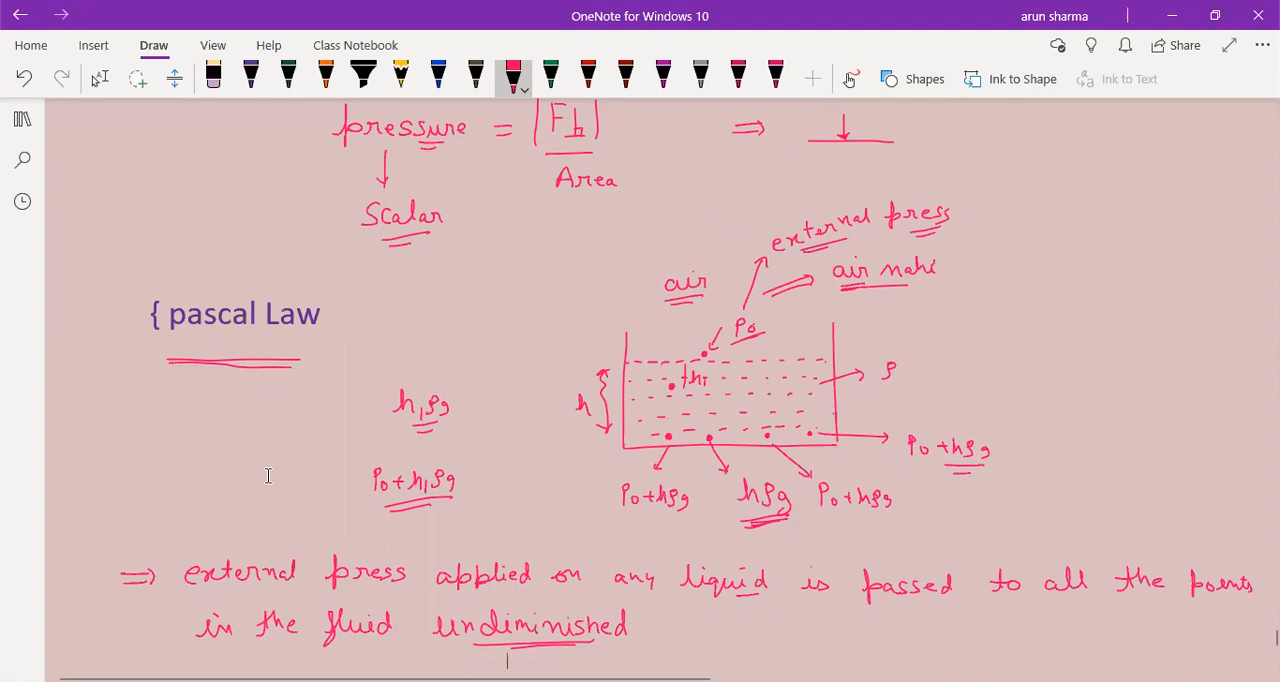 OneNote for Windows 10
arun sharma
Home Insert Draw View Help Class Notebook Share
Shapes Ink to Shape Ink to Text
pressure = |F⊥| ⇒
Area
Scalar
external press
air air nahi
{ pascal Law
P₀
h₁
ρ
h
h₁ρg
P₀+hρg
P₀+h₁ρg
P₀+hρg hρg P₀+hρg
⇒ external press applied on any liquid is passed to all the points
in the fluid undiminished